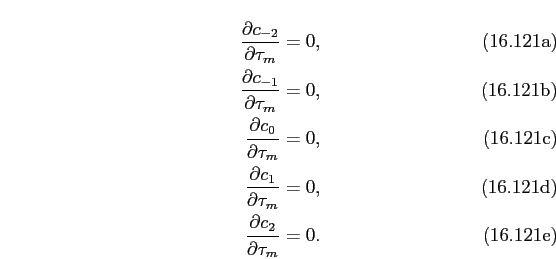 ∂c₋₂/∂τₘ = 0, (16.121a)
∂c₋₁/∂τₘ = 0, (16.121b)
∂c₀/∂τₘ = 0, (16.121c)
∂c₁/∂τₘ = 0, (16.121d)
∂c₂/∂τₘ = 0. (16.121e)